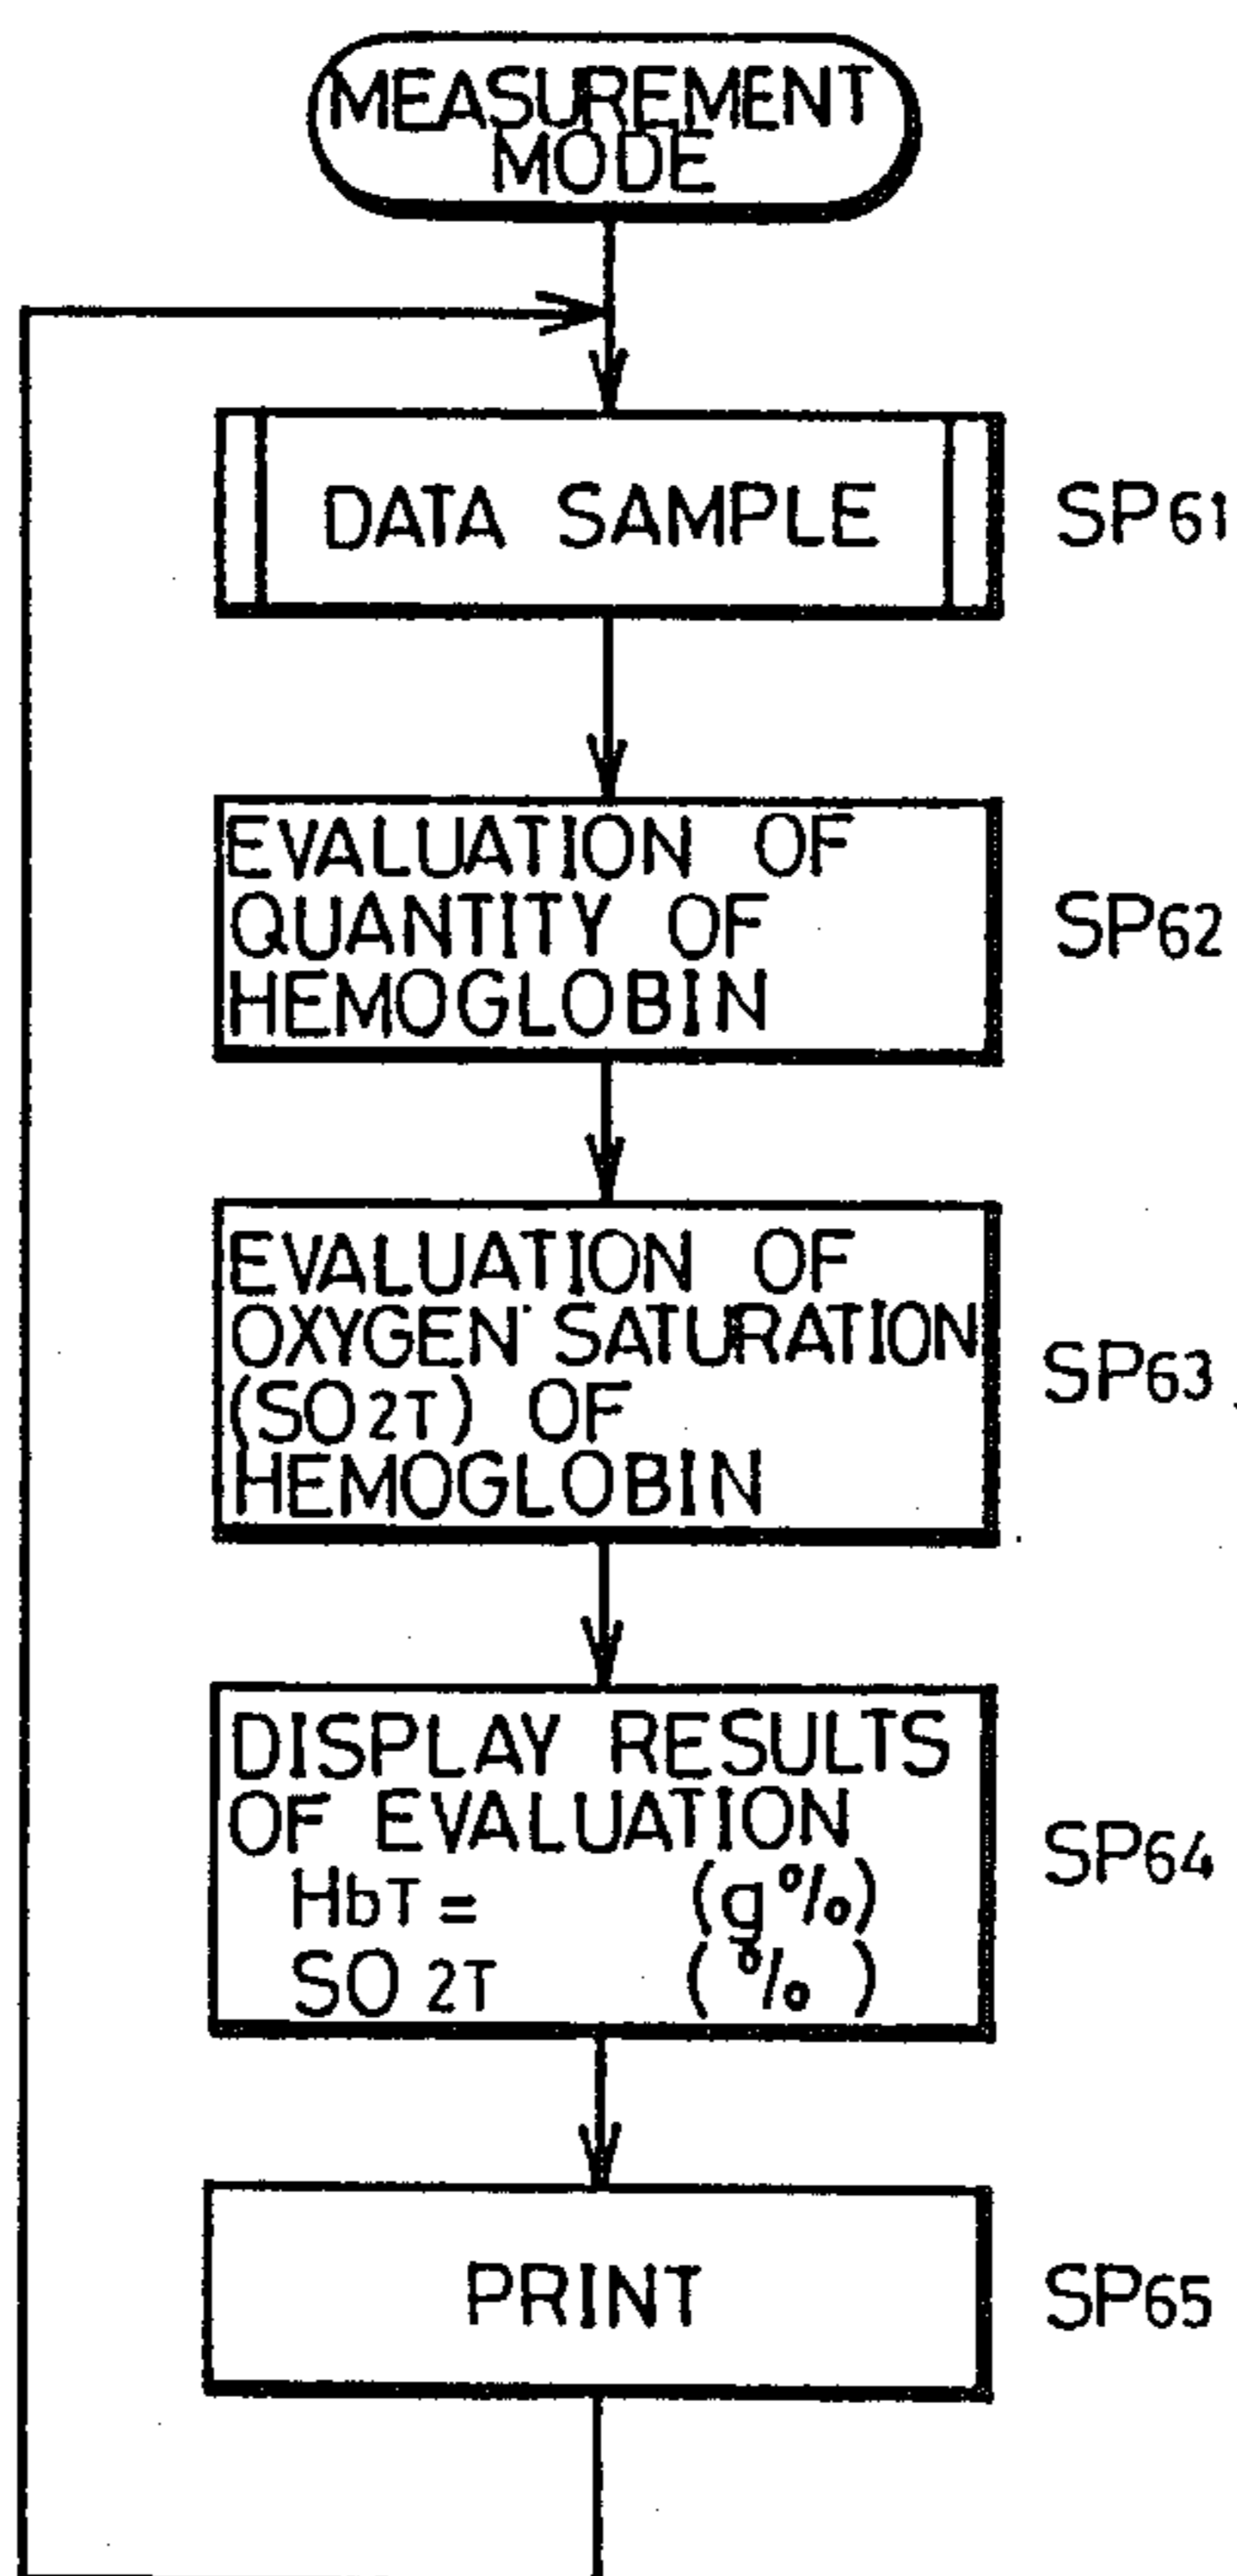 MEASUREMENT
MODE
DATA SAMPLE
SP61
EVALUATION OF
QUANTITY OF
HEMOGLOBIN
SP62
EVALUATION OF
OXYGEN SATURATION
(SO2T) OF
HEMOGLOBIN
SP63
DISPLAY RESULTS
OF EVALUATION
HbT= (g%)
SO2T (%)
SP64
PRINT
SP65